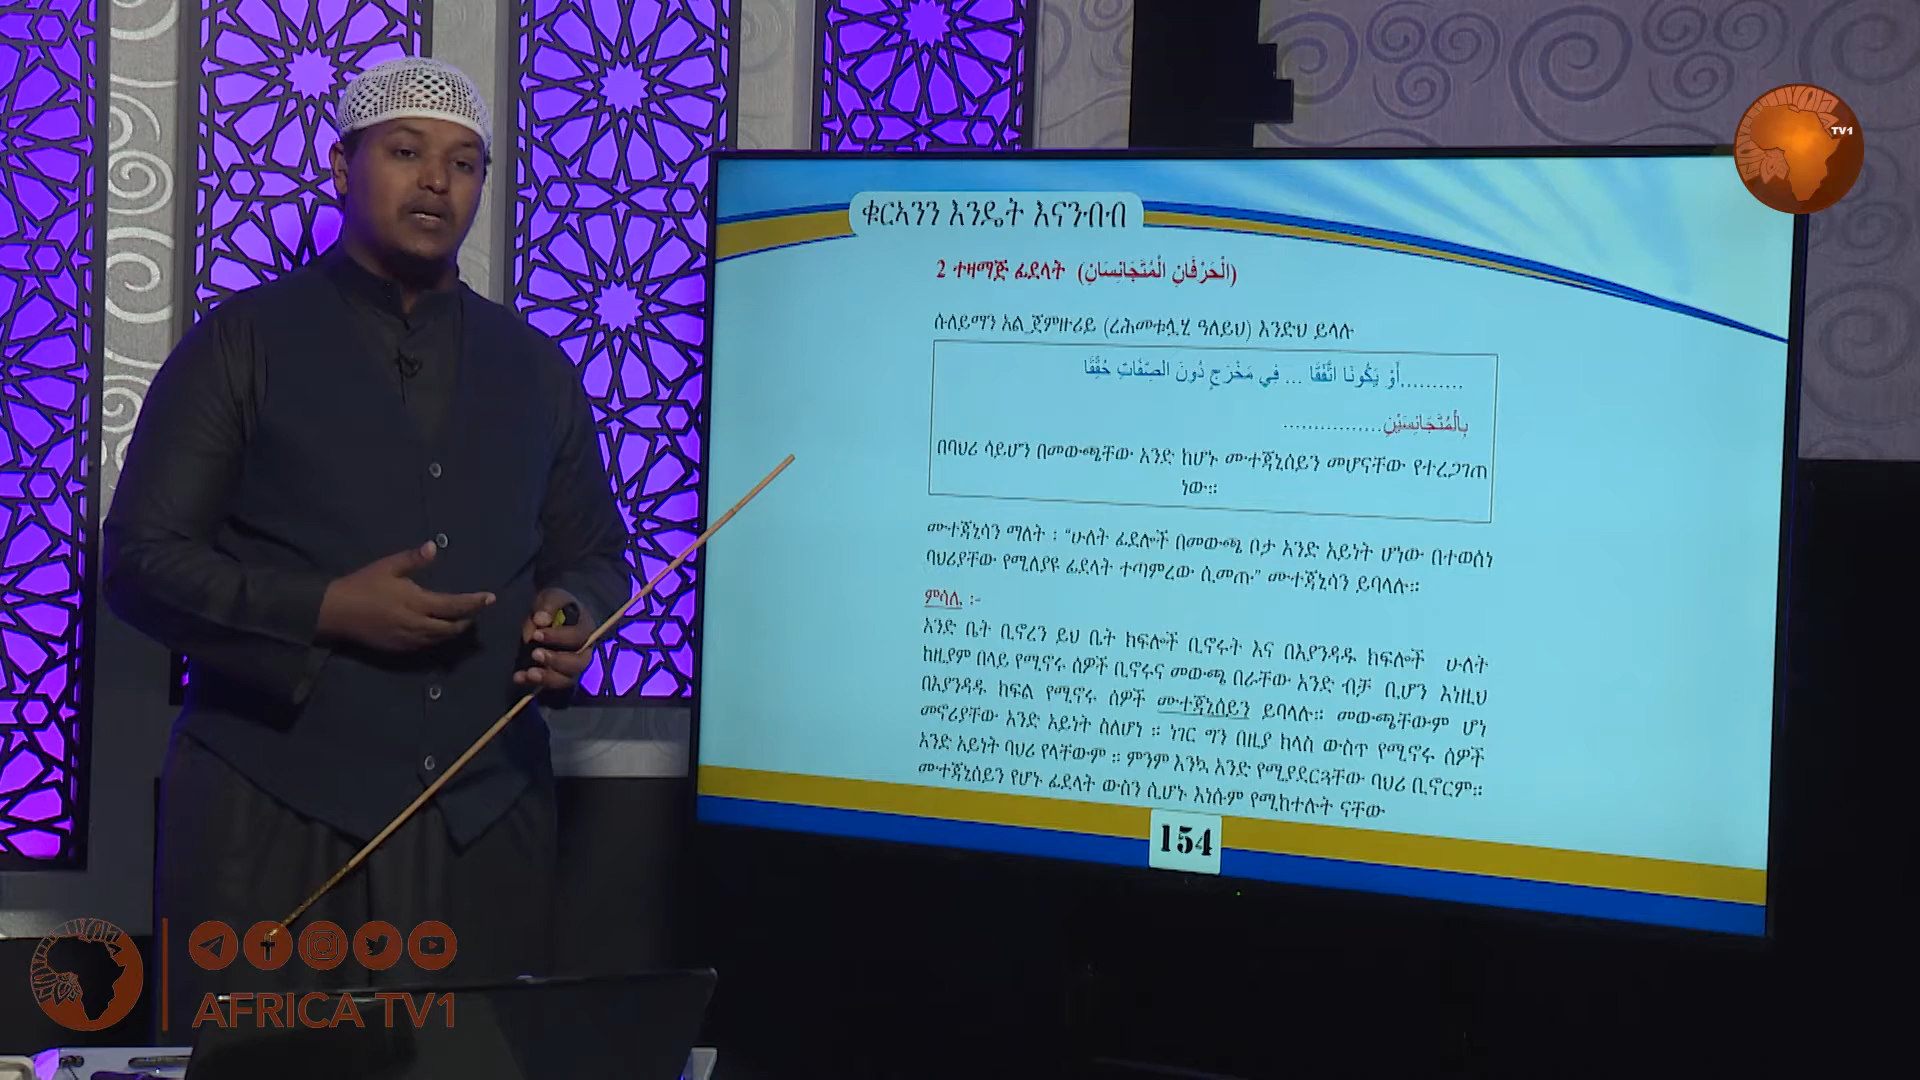 TV1
ቁርኣንን እንዴት እናንብብ
2 ተዛማጅ ፊደላት (الْحَرْفَانِ الْمُتَجَانِسَانِ)
ሱለይማን አል_ጀምዙሪይ (ረሕመቱሏሂ ዓለይህ) እንድህ ይላሉ
..........أَوْ يَكُونَا اتَّفَقَا ... فِي مَخْرَجٍ دُونَ الصِّفَاتِ حُقِّقَا
بِالْمُتَجَانِسَيْنِ................
በባህሪ ሳይሆን በመውጫቸው አንድ ከሆኑ ሙተጃኒሰይን መሆናቸው የተረጋገጠ
ነው።
ሙተጃኒሳን ማለት ፡ "ሁለት ፊደሎች በመውጫ ቦታ አንድ አይነት ሆነው በተወሰነ
ባህሪያቸው የሚለያዩ ፊደላት ተጣምረው ሲመጡ" ሙተጃኒሳን ይባላሉ።
ምሳሌ ፡-
አንድ ቤት ቢኖረን ይህ ቤት ክፍሎች ቢኖሩት እና በእያንዳዱ ክፍሎች ሁለት
ከዚያም በላይ የሚኖሩ ሰዎች ቢኖሩና መውጫ በራቸው አንድ ብቻ ቢሆን እነዚህ
በእያንዳዱ ክፍል የሚኖሩ ሰዎች ሙተጃኒሰይን ይባላሉ። መውጫቸውም ሆነ
መኖሪያቸው አንድ አይነት ስለሆነ ። ነገር ግን በዚያ ክላስ ውስጥ የሚኖሩ ሰዎች
አንድ አይነት ባህሪ የላቸውም ። ምንም እንኳ አንድ የሚያደርጓቸው ባህሪ ቢኖርም።
ሙተጃኒሰይን የሆኑ ፊደላት ውስን ሲሆኑ እነሱም የሚከተሉት ናቸው
154
AFRICA TV1